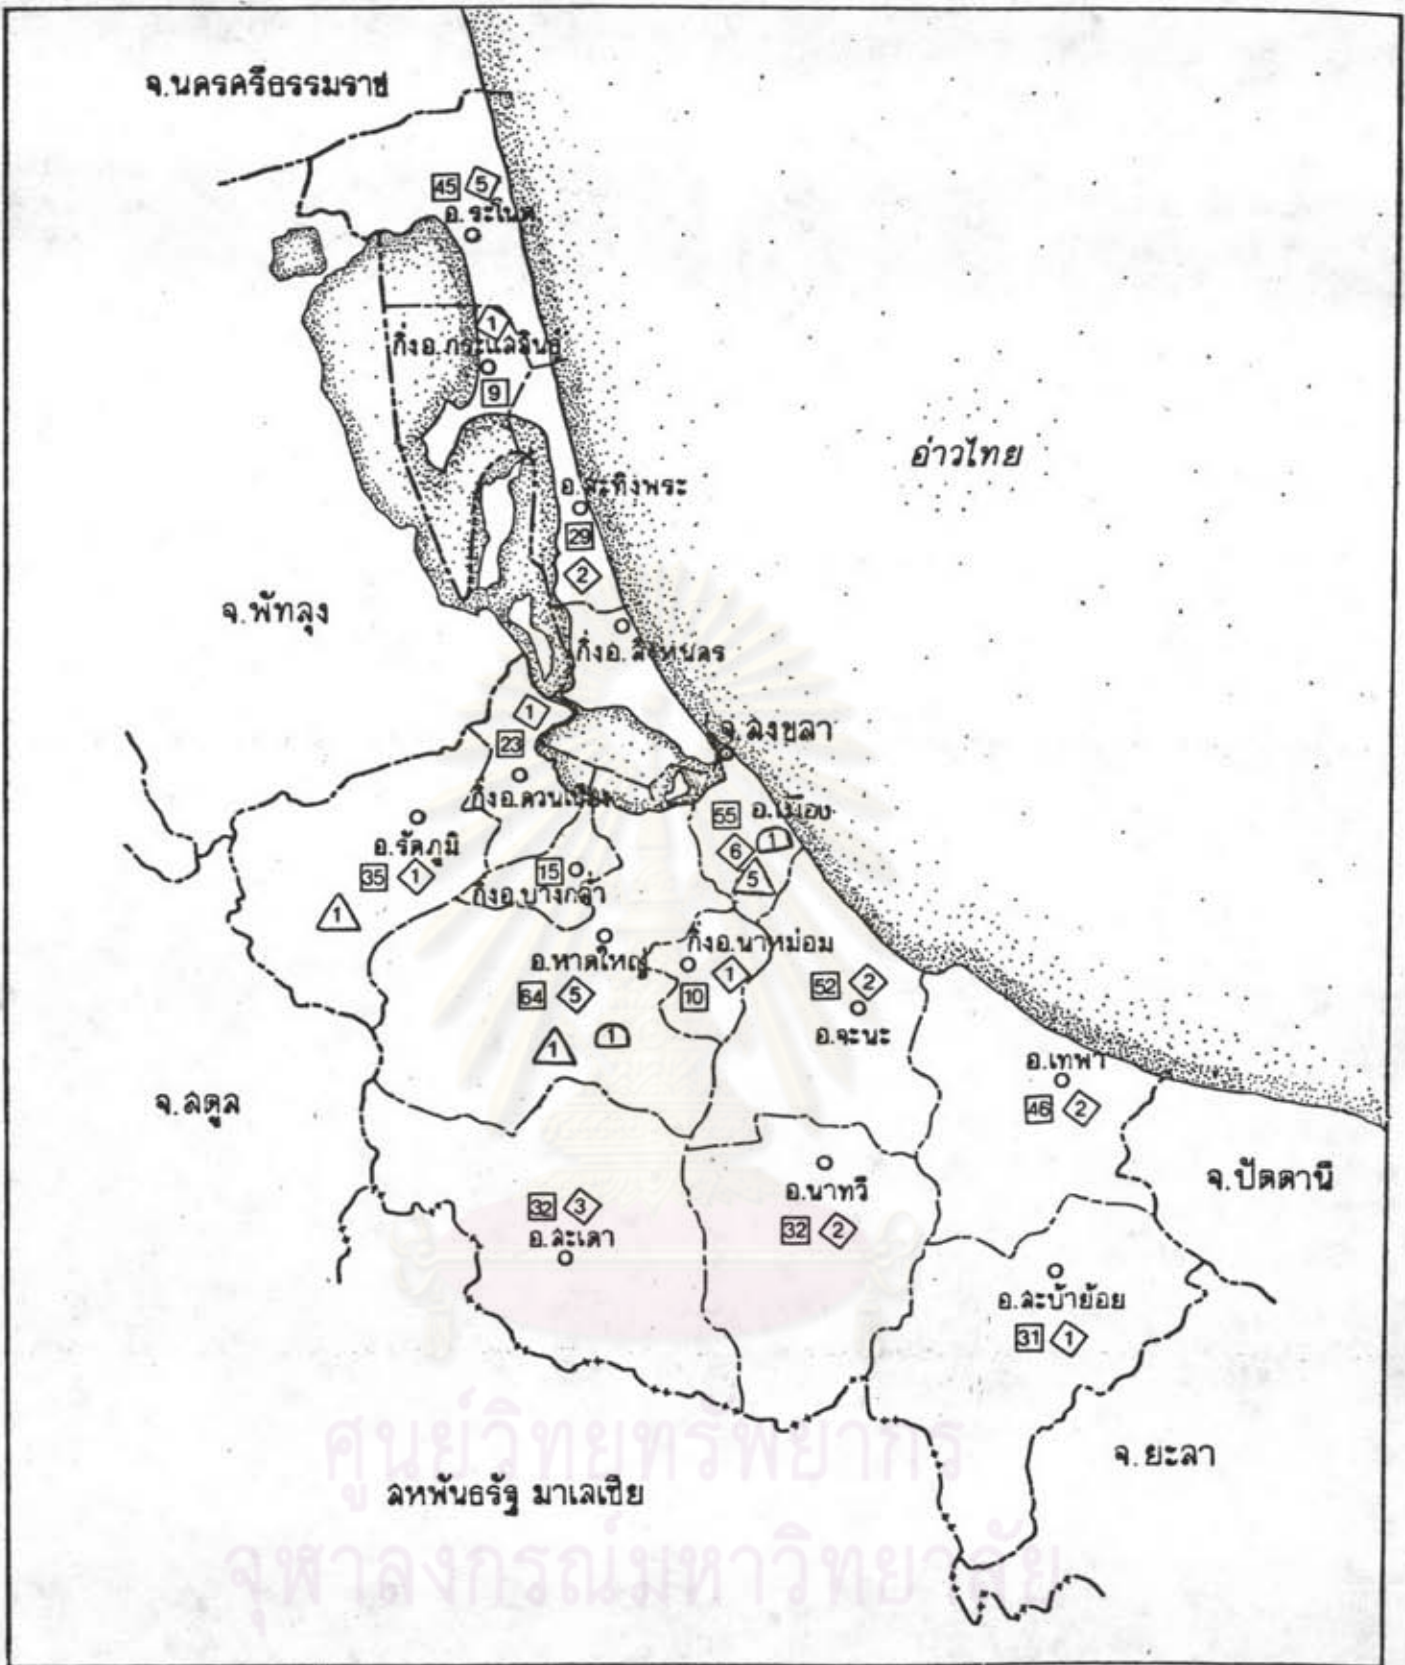 จ.นครศรีธรรมราช
45 5
อ.ระโนด
1
กิ่งอ.กระแสสินธุ์
9
อ่าวไทย
อ.สะทิงพระ
29
2
จ.พัทลุง
กิ่งอ.สิงหนคร
1
23
จ.สงขลา
กิ่งอ.ควนเนียง
55 อ.เมือง
1
6
5
อ.รัตภูมิ
35 1
1
15
กิ่งอ.บางกล่ำ
กิ่งอ.นาหม่อม
1
10
อ.หาดใหญ่
64 5
1 1
52 2
อ.จะนะ
อ.เทพา
46 2
จ.สตูล
จ.ปัตตานี
อ.นาทวี
32 2
32 3
อ.สะเดา
อ.สะบ้าย้อย
31 1
จ.ยะลา
สหพันธรัฐ มาเลเซีย
ศูนย์วิทยทรัพยากร
จุฬาลงกรณ์มหาวิทยาลัย